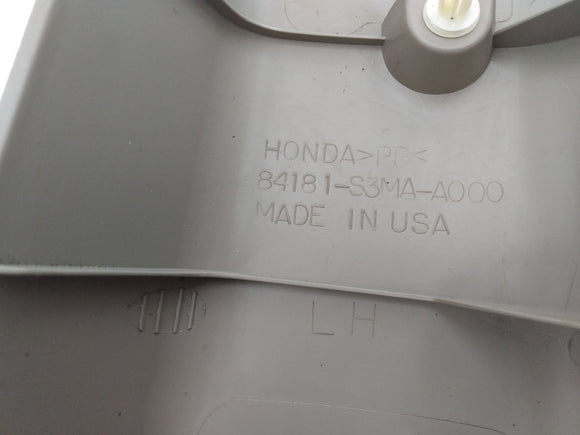 HONDA>PP<
84181-S3MA-A000
MADE IN USA
LH